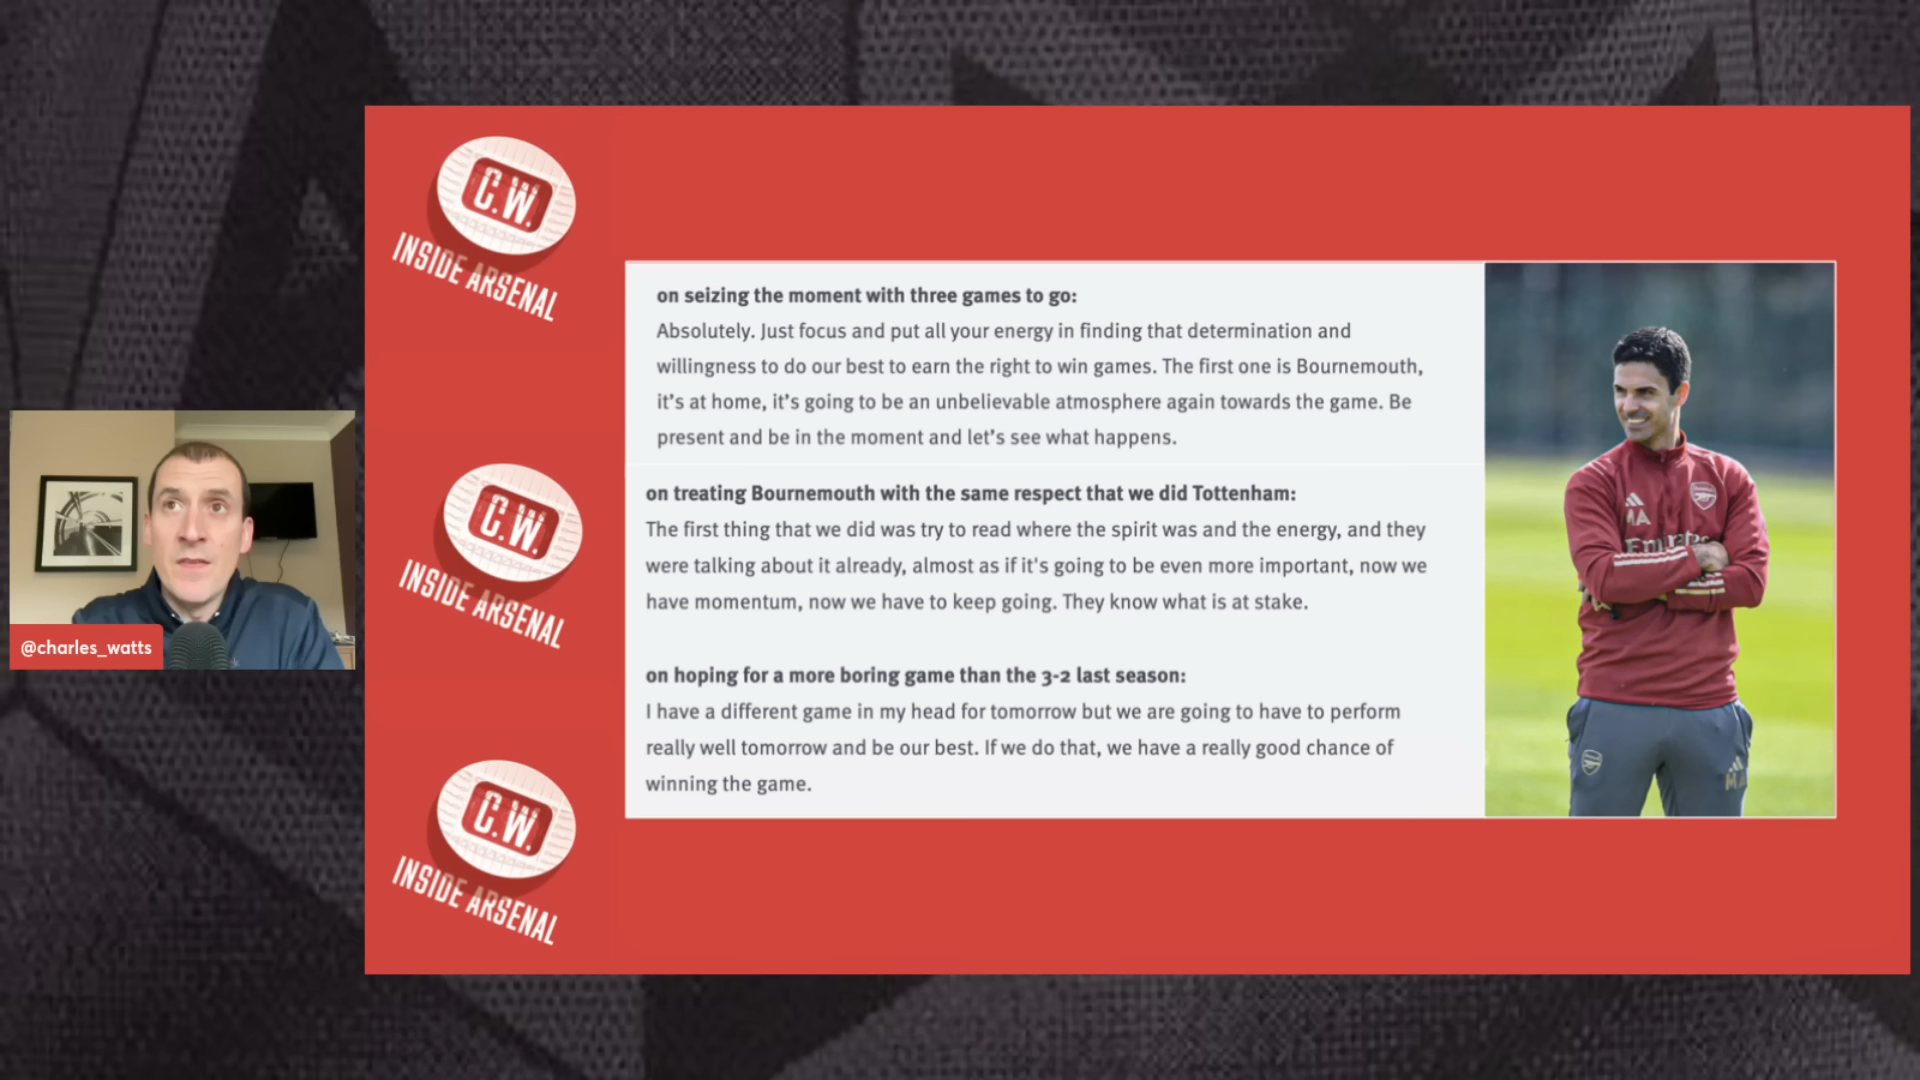 C.W.
INSIDE ARSENAL
on seizing the moment with three games to go:
Absolutely. Just focus and put all your energy in finding that determination and
willingness to do our best to earn the right to win games. The first one is Bournemouth,
it's at home, it's going to be an unbelievable atmosphere again towards the game. Be
present and be in the moment and let's see what happens.
C.W.
INSIDE ARSENAL
on treating Bournemouth with the same respect that we did Tottenham:
The first thing that we did was try to read where the spirit was and the energy, and they
were talking about it already, almost as if it's going to be even more important, now we
have momentum, now we have to keep going. They know what is at stake.
on hoping for a more boring game than the 3-2 last season:
I have a different game in my head for tomorrow but we are going to have to perform
really well tomorrow and be our best. If we do that, we have a really good chance of
winning the game.
C.W.
INSIDE ARSENAL
@charles_watts
MA
Emirates
MA